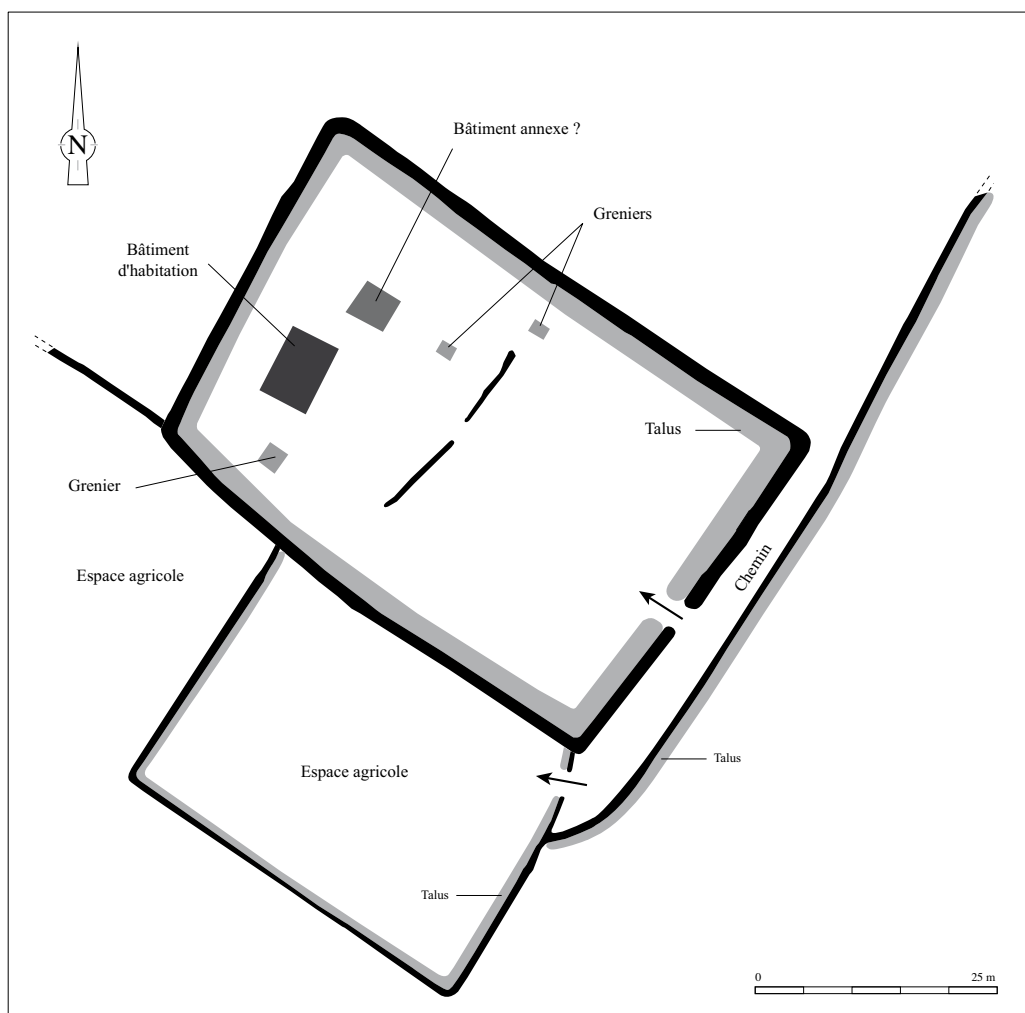 N
Bâtiment annexe ?
Greniers
Bâtiment
d'habitation
Talus
Grenier
Chemin
Espace agricole
Talus
Espace agricole
Talus
0 25 m